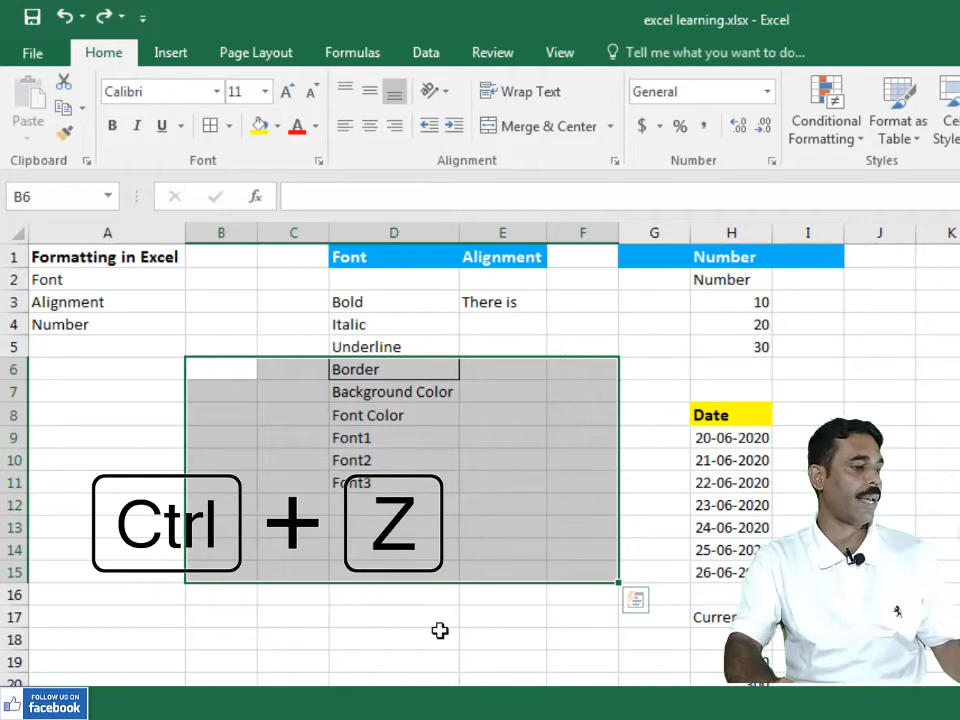 excel learning.xlsx - Excel
File Home Insert Page Layout Formulas Data Review View Tell me what you want to do...
Paste
Calibri 11
B I U A
Wrap Text
Merge & Center
General
$ %
Conditional Formatting
Format as Table
Clipboard Font Alignment Number Styles
B6 fx
A B C D E F G H I J K
1 Formatting in Excel Font Alignment Number
2 Font Number
3 Alignment Bold There is 10
4 Number Italic 20
5 Underline 30
6 Border
7 Background Color
8 Font Color Date
9 Font1 20-06-2020
10 Font2 21-06-2020
11 Font3 22-06-2020
12 23-06-2020
13 24-06-2020
14 25-06-2020
15 26-06-2020
16
17
18
19
20
Ctrl + Z
FOLLOW US ON
facebook